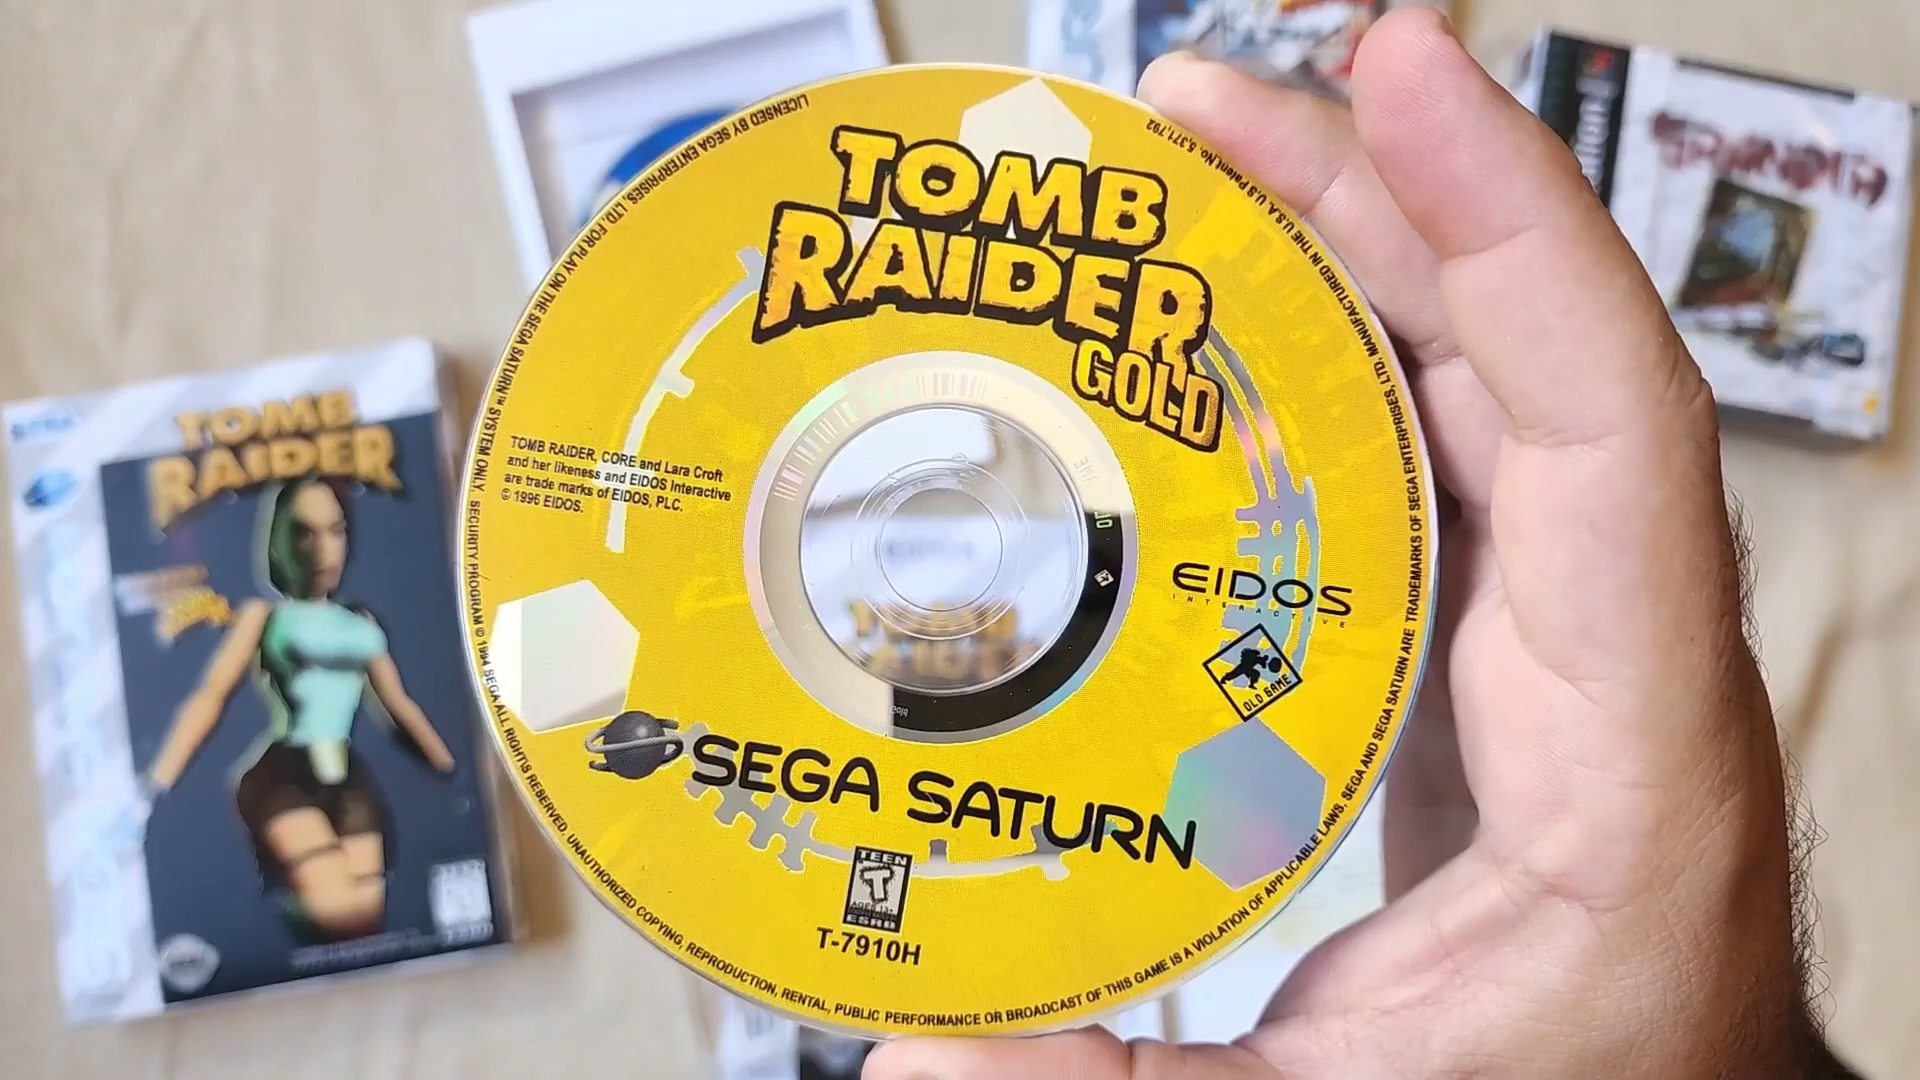 TOMB
RAIDER
GOLD
LICENSED BY SEGA ENTERPRISES, LTD. FOR PLAY ON THE SEGA SATURN™ SYSTEM ONLY. SECURITY PROGRAM © 1994 SEGA. ALL RIGHTS RESERVED. UNAUTHORIZED COPYING, REPRODUCTION, RENTAL, PUBLIC PERFORMANCE OR BROADCAST OF THIS GAME IS A VIOLATION OF APPLICABLE LAWS. SEGA AND SEGA SATURN ARE TRADEMARKS OF SEGA ENTERPRISES, LTD. MANUFACTURED IN THE U.S.A. U.S Patent No. 5,371,792
TOMB RAIDER, CORE and Lara Croft
and her likeness and EIDOS Interactive
are trade marks of EIDOS, PLC.
© 1996 EIDOS.
EIDOS
INTERACTIVE
OLD GAME
SEGA SATURN
TEEN
T
AGES 13+
ESRB
T-7910H
TOMB
RAIDER
GRANDIA